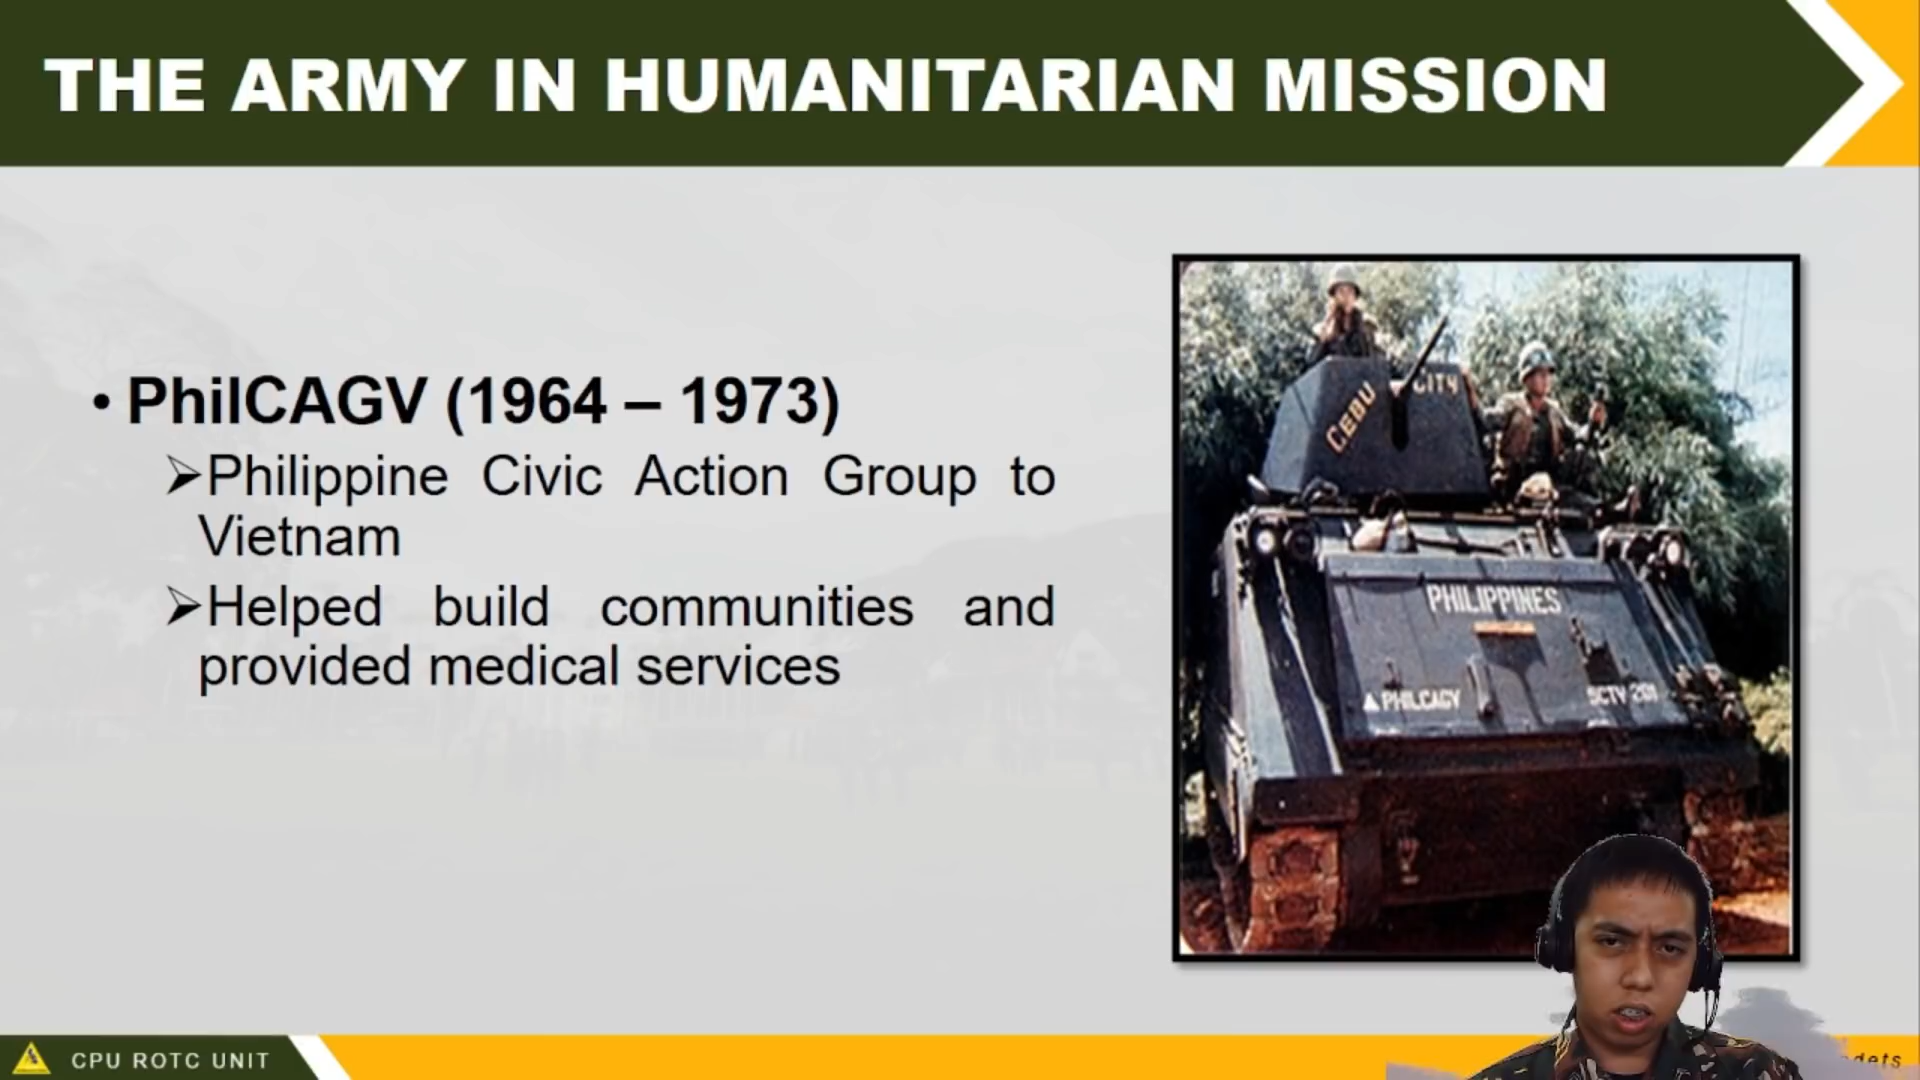 THE ARMY IN HUMANITARIAN MISSION
• PhilCAGV (1964 – 1973)
➢Philippine Civic Action Group to
Vietnam
➢Helped build communities and
provided medical services
CEBU CITY
PHILIPPINES
PHILCAGV
CPU ROTC UNIT